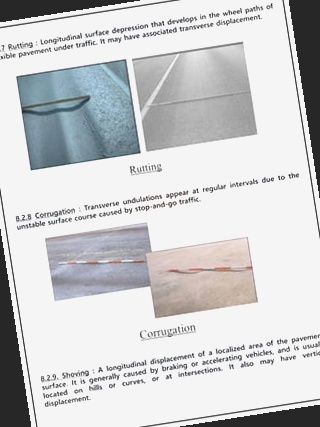 .7 Rutting : Longitudinal surface depression that develops in the wheel paths of
xible pavement under traffic. It may have associated transverse displacement.
Rutting
8.2.8 Corrugation : Transverse undulations appear at regular intervals due to the
unstable surface course caused by stop-and-go traffic.
Corrugation
8.2.9. Shoving : A longitudinal displacement of a localized area of the pavemen
surface. It is generally caused by braking or accelerating vehicles, and is usual
located on hills or curves, or at intersections. It also may have vertic
displacement.